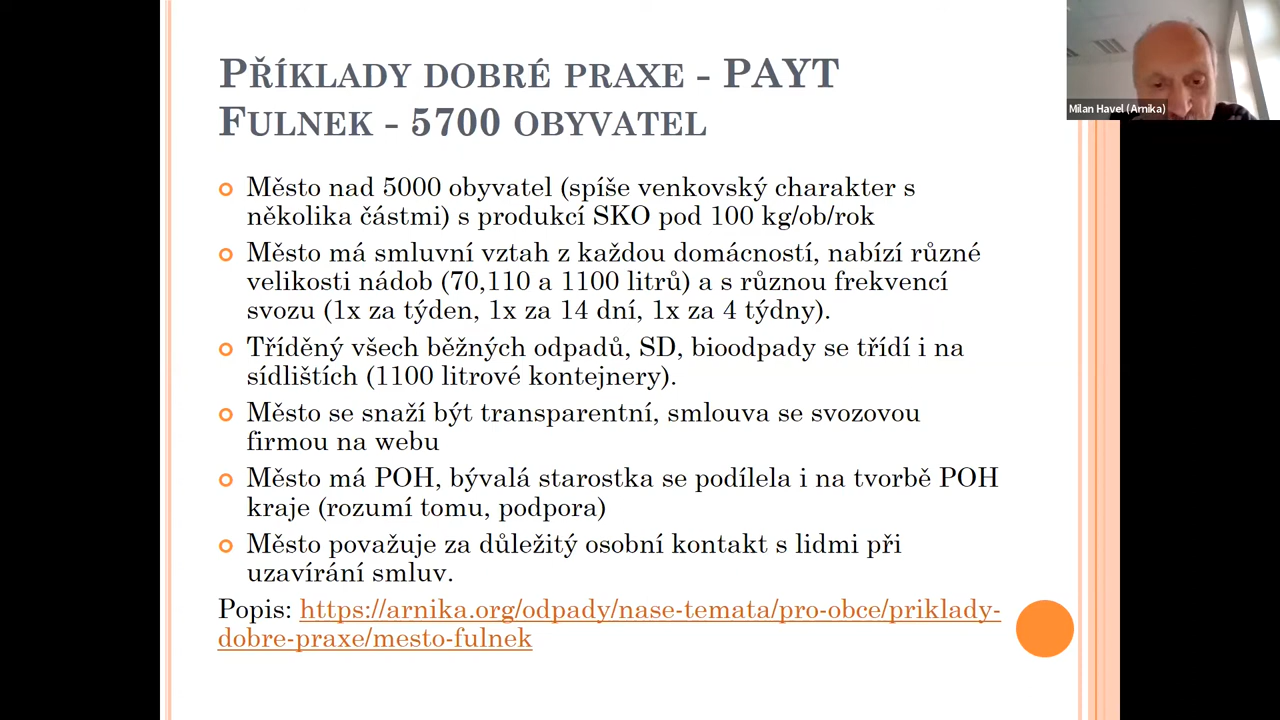 Příklady dobré praxe - PAYT
Fulnek - 5700 obyvatel
Milan Havel (Arnika)
Město nad 5000 obyvatel (spíše venkovský charakter s
několika částmi) s produkcí SKO pod 100 kg/ob/rok
Město má smluvní vztah z každou domácností, nabízí různé
velikosti nádob (70,110 a 1100 litrů) a s různou frekvencí
svozu (1x za týden, 1x za 14 dní, 1x za 4 týdny).
Tříděný všech běžných odpadů, SD, bioodpady se třídí i na
sídlištích (1100 litrové kontejnery).
Město se snaží být transparentní, smlouva se svozovou
firmou na webu
Město má POH, bývalá starostka se podílela i na tvorbě POH
kraje (rozumí tomu, podpora)
Město považuje za důležitý osobní kontakt s lidmi při
uzavírání smluv.
Popis: https://arnika.org/odpady/nase-temata/pro-obce/priklady-
dobre-praxe/mesto-fulnek